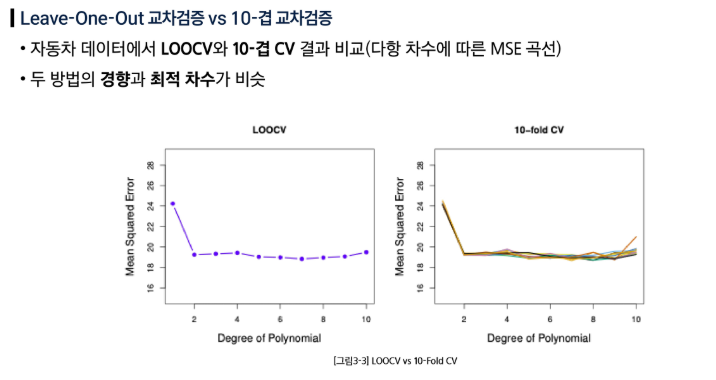 Leave-One-Out 교차검증 vs 10-겹 교차검증
• 자동차 데이터에서 LOOCV와 10-겹 CV 결과 비교(다항 차수에 따른 MSE 곡선)
• 두 방법의 경향과 최적 차수가 비슷
LOOCV
Mean Squared Error
28
26
24
22
20
18
16
2 4 6 8 10
Degree of Polynomial
10-fold CV
Mean Squared Error
28
26
24
22
20
18
16
2 4 6 8 10
Degree of Polynomial
[그림3-3] LOOCV vs 10-Fold CV